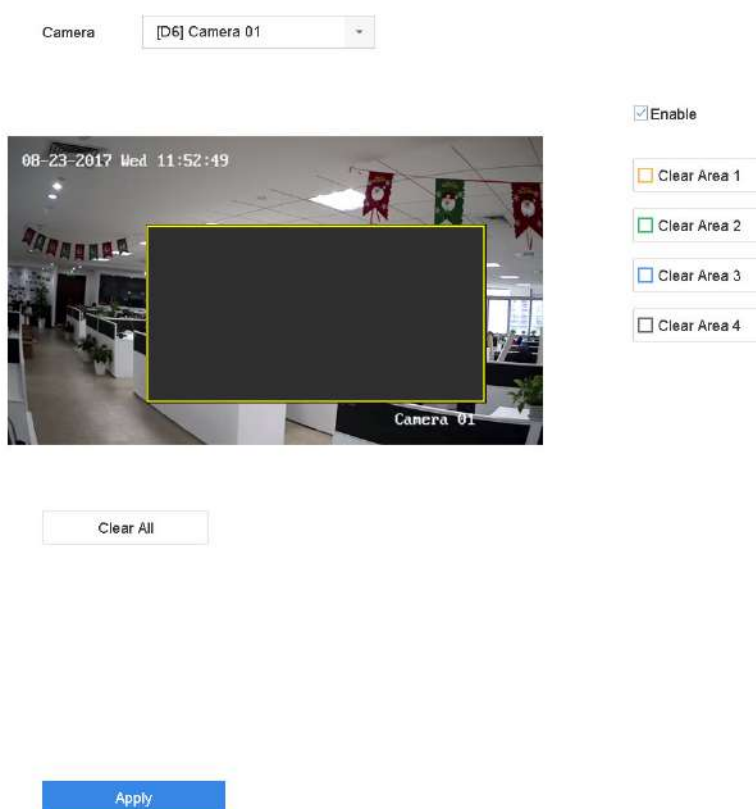 Camera
[D6] Camera 01
Enable
08-23-2017 Wed 11:52:49
Clear Area 1
Clear Area 2
Clear Area 3
Clear Area 4
Camera 01
Clear All
Apply